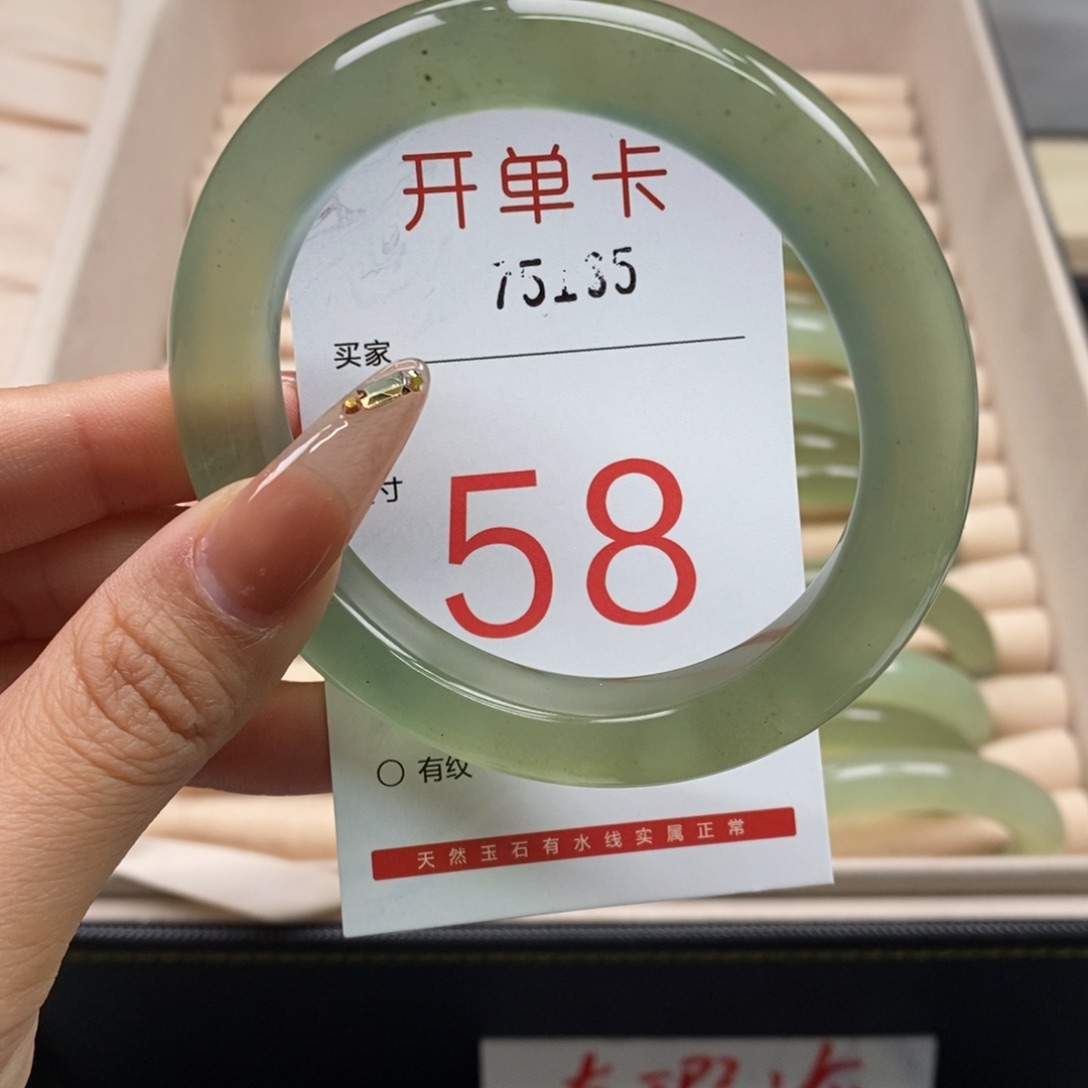 开单卡
75135
买家
寸
58
有纹
天然玉石有水线实属正常